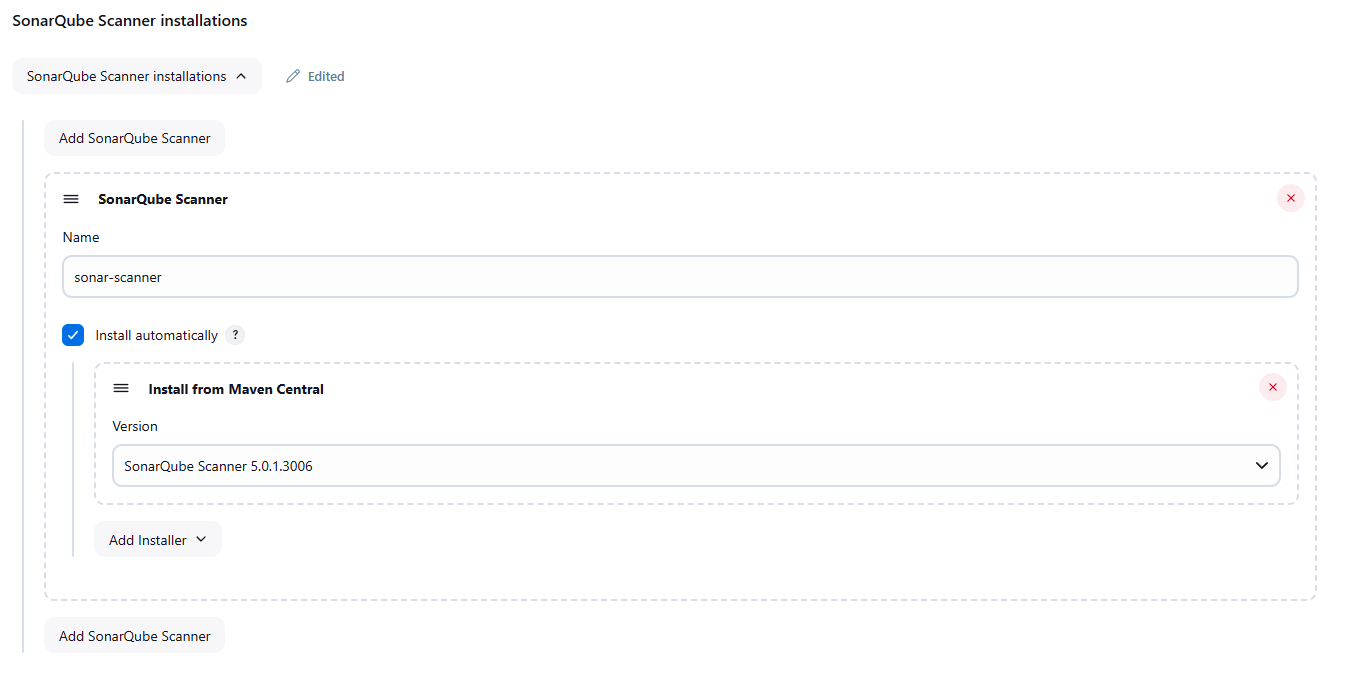 SonarQube Scanner installations
SonarQube Scanner installations Edited
Add SonarQube Scanner
SonarQube Scanner
Name
sonar-scanner
Install automatically ?
Install from Maven Central
Version
SonarQube Scanner 5.0.1.3006
Add Installer
Add SonarQube Scanner